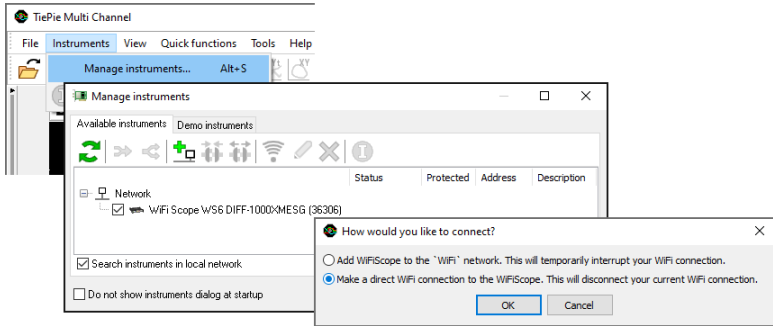 TiePie Multi Channel
File Instruments View Quick functions Tools Help
Manage instruments... Alt+S
Yt XY
Manage instruments
Available instruments Demo instruments
Status Protected Address Description
Network
WiFi Scope WS6 DIFF-1000XMESG (36306)
Search instruments in local network
Do not show instruments dialog at startup
How would you like to connect?
Add WiFiScope to the `WiFi` network. This will temporarily interrupt your WiFi connection.
Make a direct WiFi connection to the WiFiScope. This will disconnect your current WiFi connection.
OK Cancel